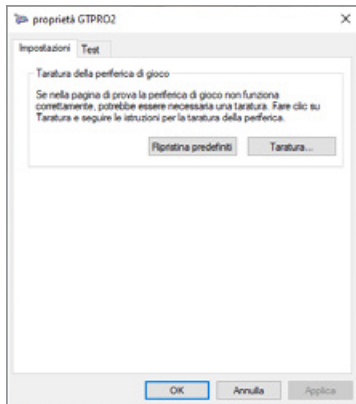 proprietà GTPRO2
Impostazioni Test
Taratura della periferica di gioco
Se nella pagina di prova la periferica di gioco non funziona
correttamente, potrebbe essere necessaria una taratura. Fare clic su
Taratura e seguire le istruzioni per la taratura della periferica.
Ripristina predefiniti Taratura...
OK Annulla Applica